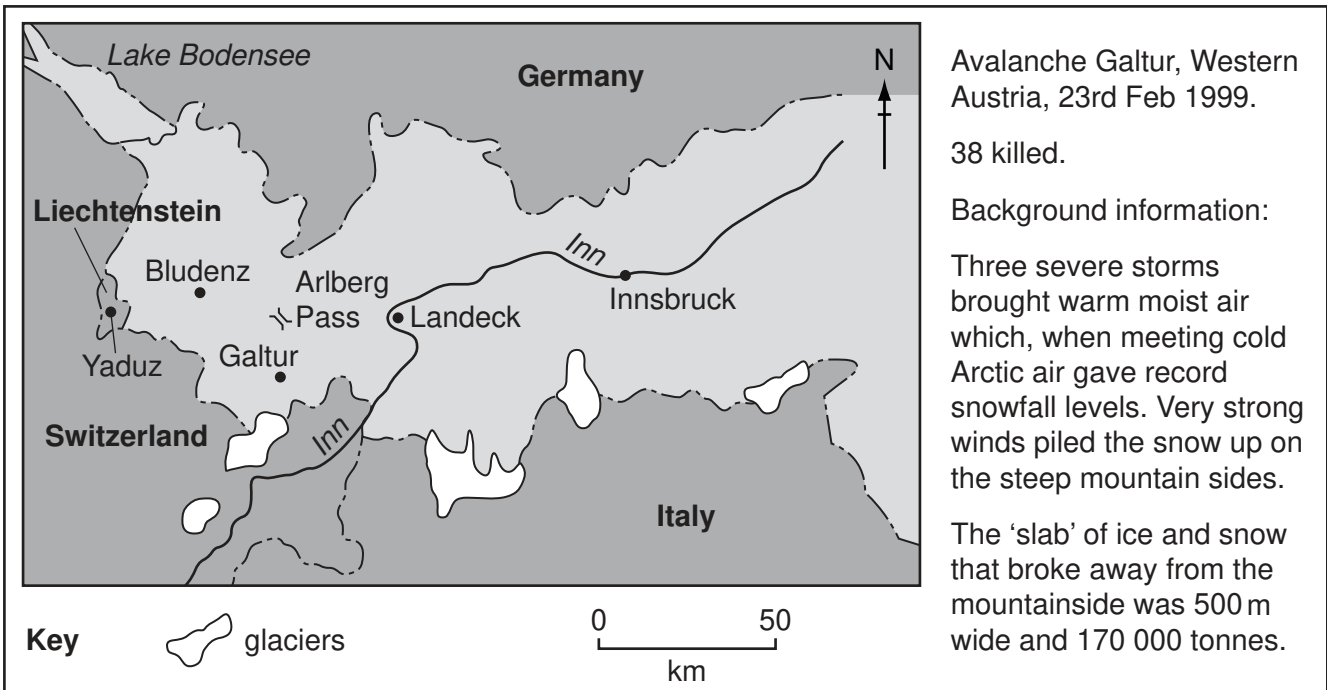 Lake Bodensee
Germany
N
Liechtenstein
Bludenz
Arlberg
Pass
Inn
Innsbruck
Landeck
Yaduz
Galtur
Switzerland
Inn
Italy
Key
glaciers
0 50
km
Avalanche Galtur, Western
Austria, 23rd Feb 1999.
38 killed.
Background information:
Three severe storms
brought warm moist air
which, when meeting cold
Arctic air gave record
snowfall levels. Very strong
winds piled the snow up on
the steep mountain sides.
The ‘slab’ of ice and snow
that broke away from the
mountainside was 500 m
wide and 170 000 tonnes.